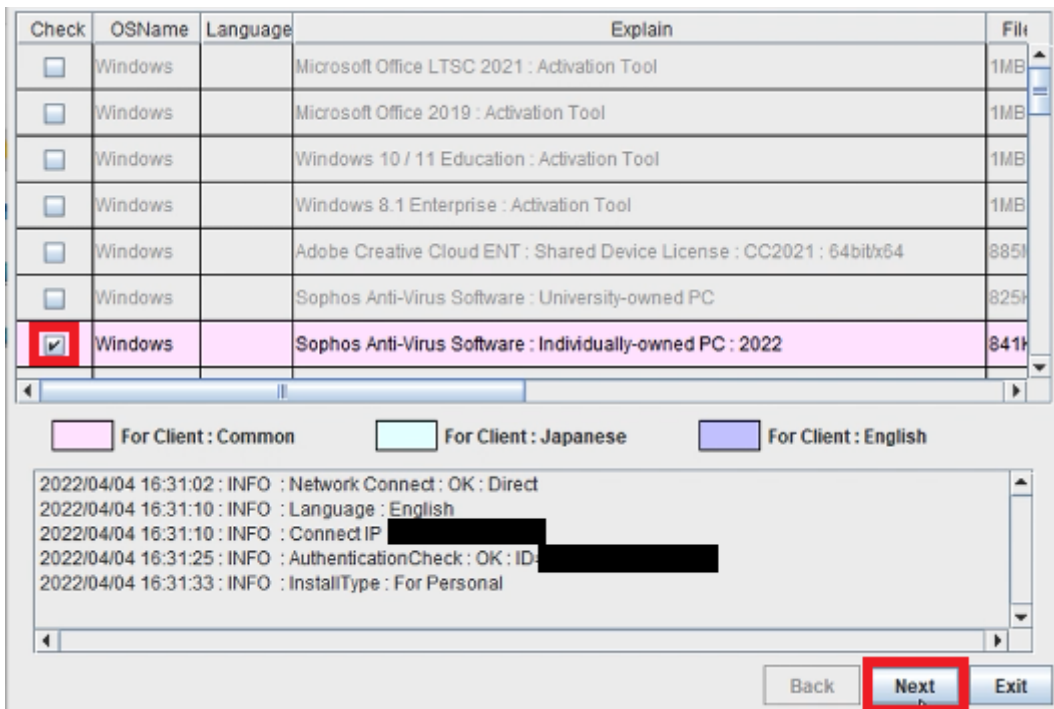 Check OSName Language Explain File
Windows Microsoft Office LTSC 2021 : Activation Tool 1MB
Windows Microsoft Office 2019 : Activation Tool 1MB
Windows Windows 10 / 11 Education : Activation Tool 1MB
Windows Windows 8.1 Enterprise : Activation Tool 1MB
Windows Adobe Creative Cloud ENT : Shared Device License : CC2021 : 64bit/x64 885
Windows Sophos Anti-Virus Software : University-owned PC 825
Windows Sophos Anti-Virus Software : Individually-owned PC : 2022 841
For Client : Common For Client : Japanese For Client : English
2022/04/04 16:31:02 : INFO : Network Connect : OK : Direct
2022/04/04 16:31:10 : INFO : Language : English
2022/04/04 16:31:10 : INFO : Connect IP
2022/04/04 16:31:25 : INFO : AuthenticationCheck : OK : ID=
2022/04/04 16:31:33 : INFO : InstallType : For Personal
Back Next Exit